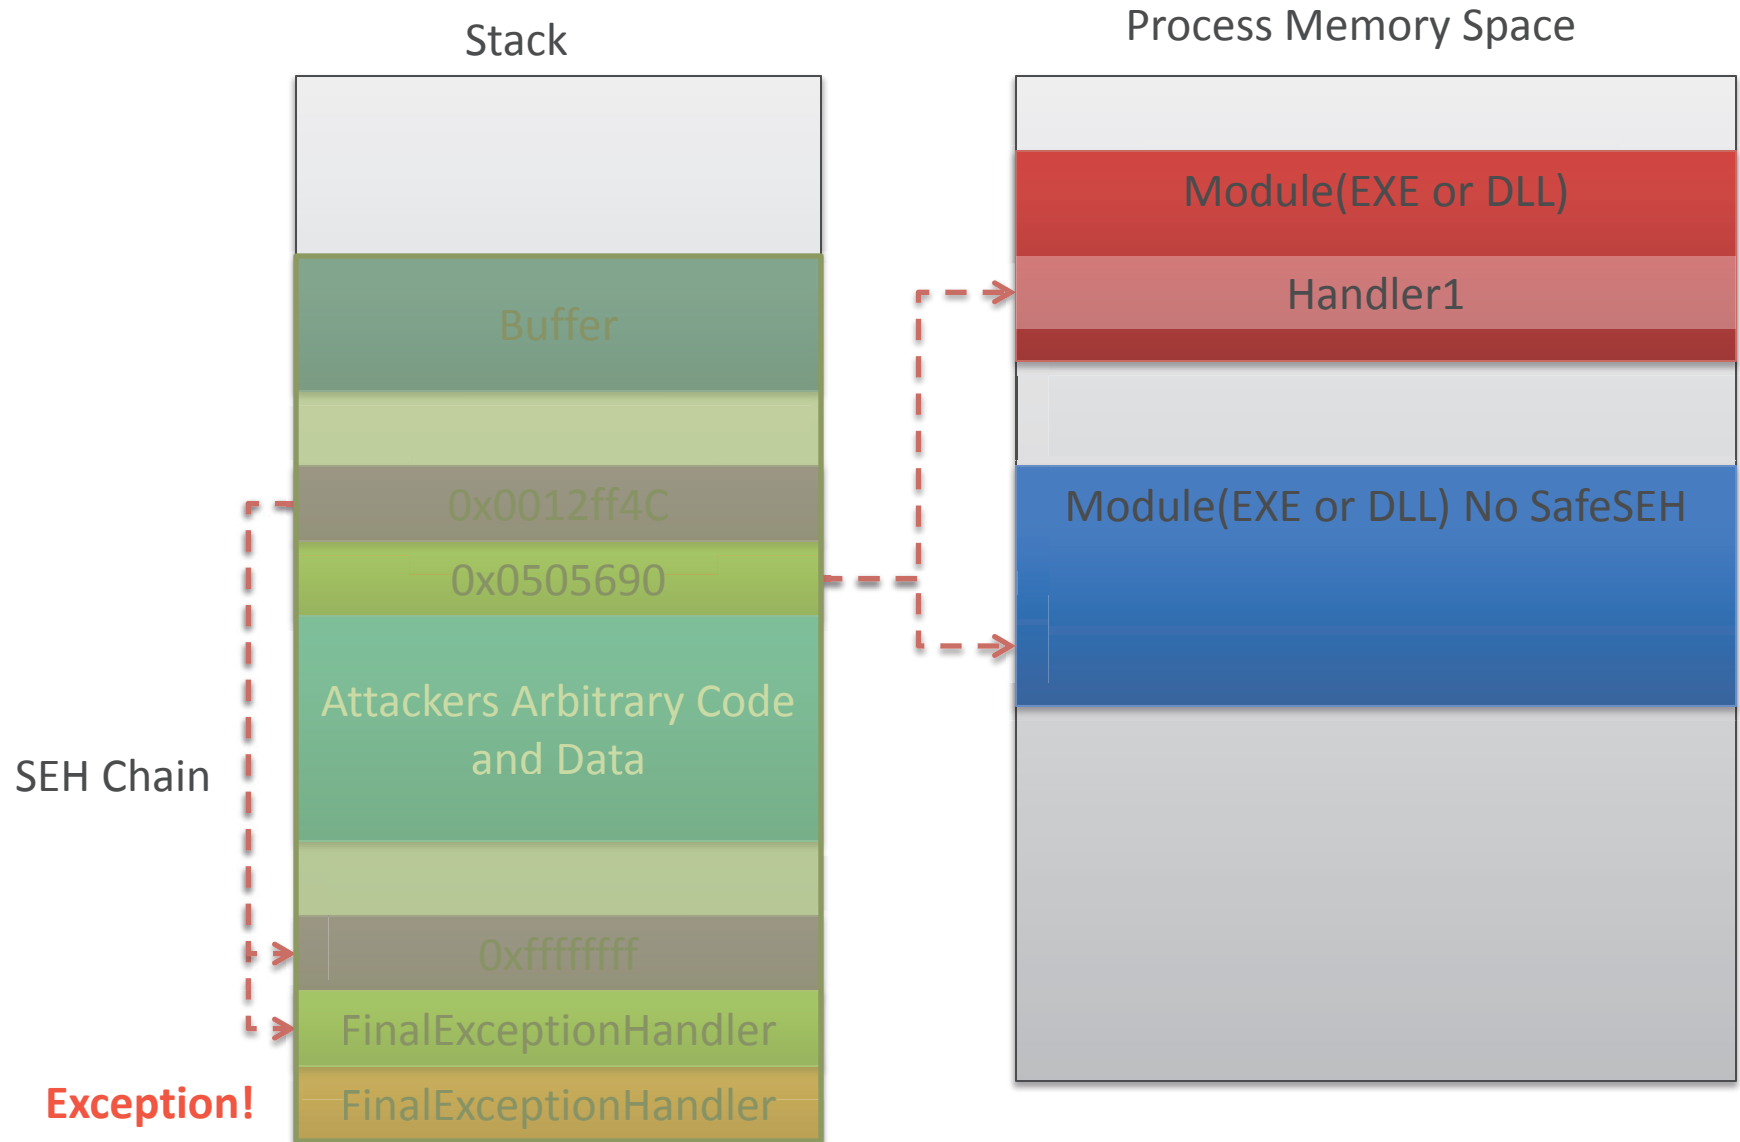 Stack
Buffer
0x0012ff4C
0x0505690
Attackers Arbitrary Code
and Data
0xffffffff
FinalExceptionHandler
FinalExceptionHandler
SEH Chain
Exception!
Process Memory Space
Module(EXE or DLL)
Handler1
Module(EXE or DLL) No SafeSEH